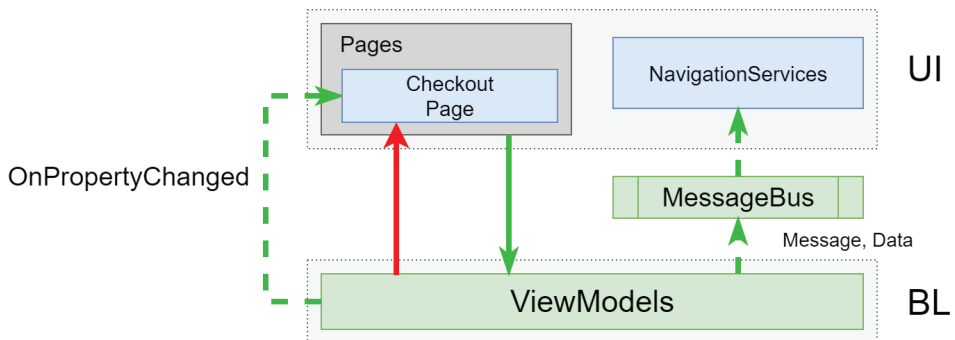 Pages
Checkout
Page
NavigationServices
UI
OnPropertyChanged
MessageBus
Message, Data
ViewModels
BL